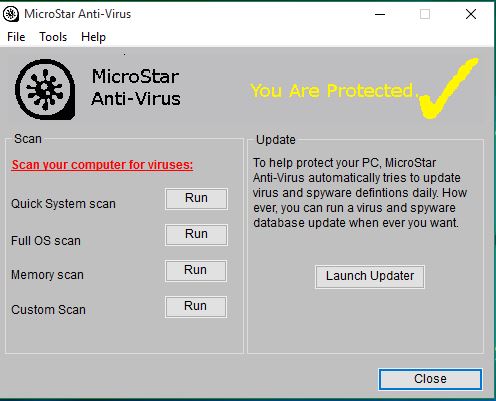 MicroStar Anti-Virus
File Tools Help
MicroStar
Anti-Virus
You Are Protected.
Scan
Scan your computer for viruses:
Quick System scan Run
Full OS scan Run
Memory scan Run
Custom Scan Run
Update
To help protect your PC, MicroStar
Anti-Virus automatically tries to update
virus and spyware defintions daily. How
ever, you can run a virus and spyware
database update when ever you want.
Launch Updater
Close